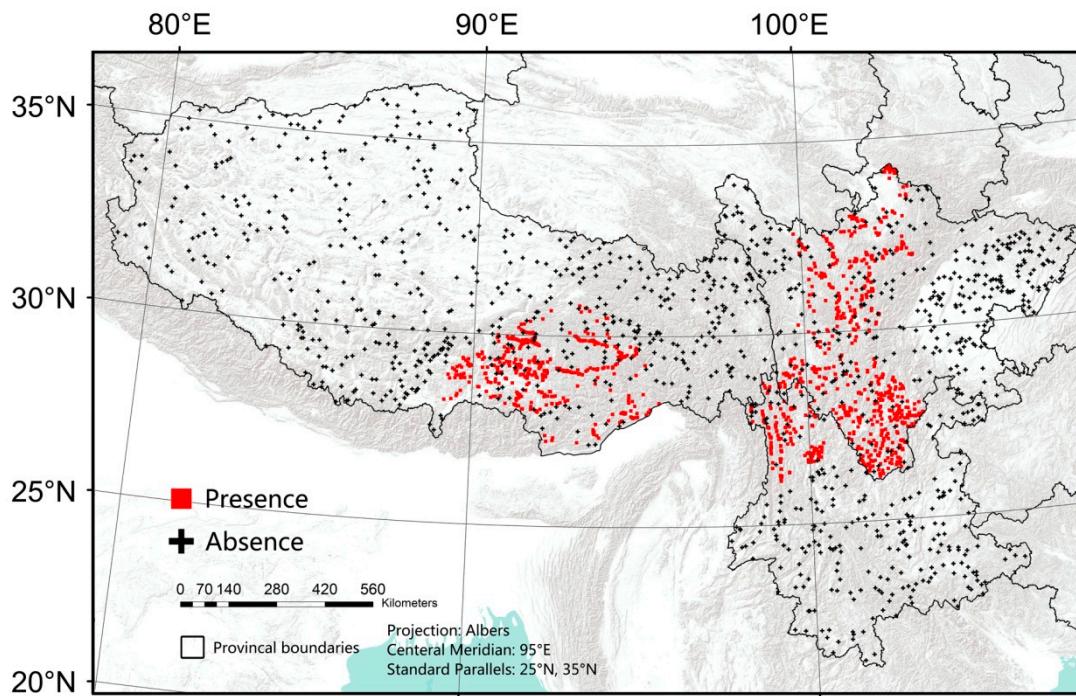 80°E 90°E 100°E
35°N
30°N
25°N
20°N
Presence
Absence
0 70 140 280 420 560
Kilometers
Provincal boundaries
Projection: Albers
Centeral Meridian: 95°E
Standard Parallels: 25°N, 35°N